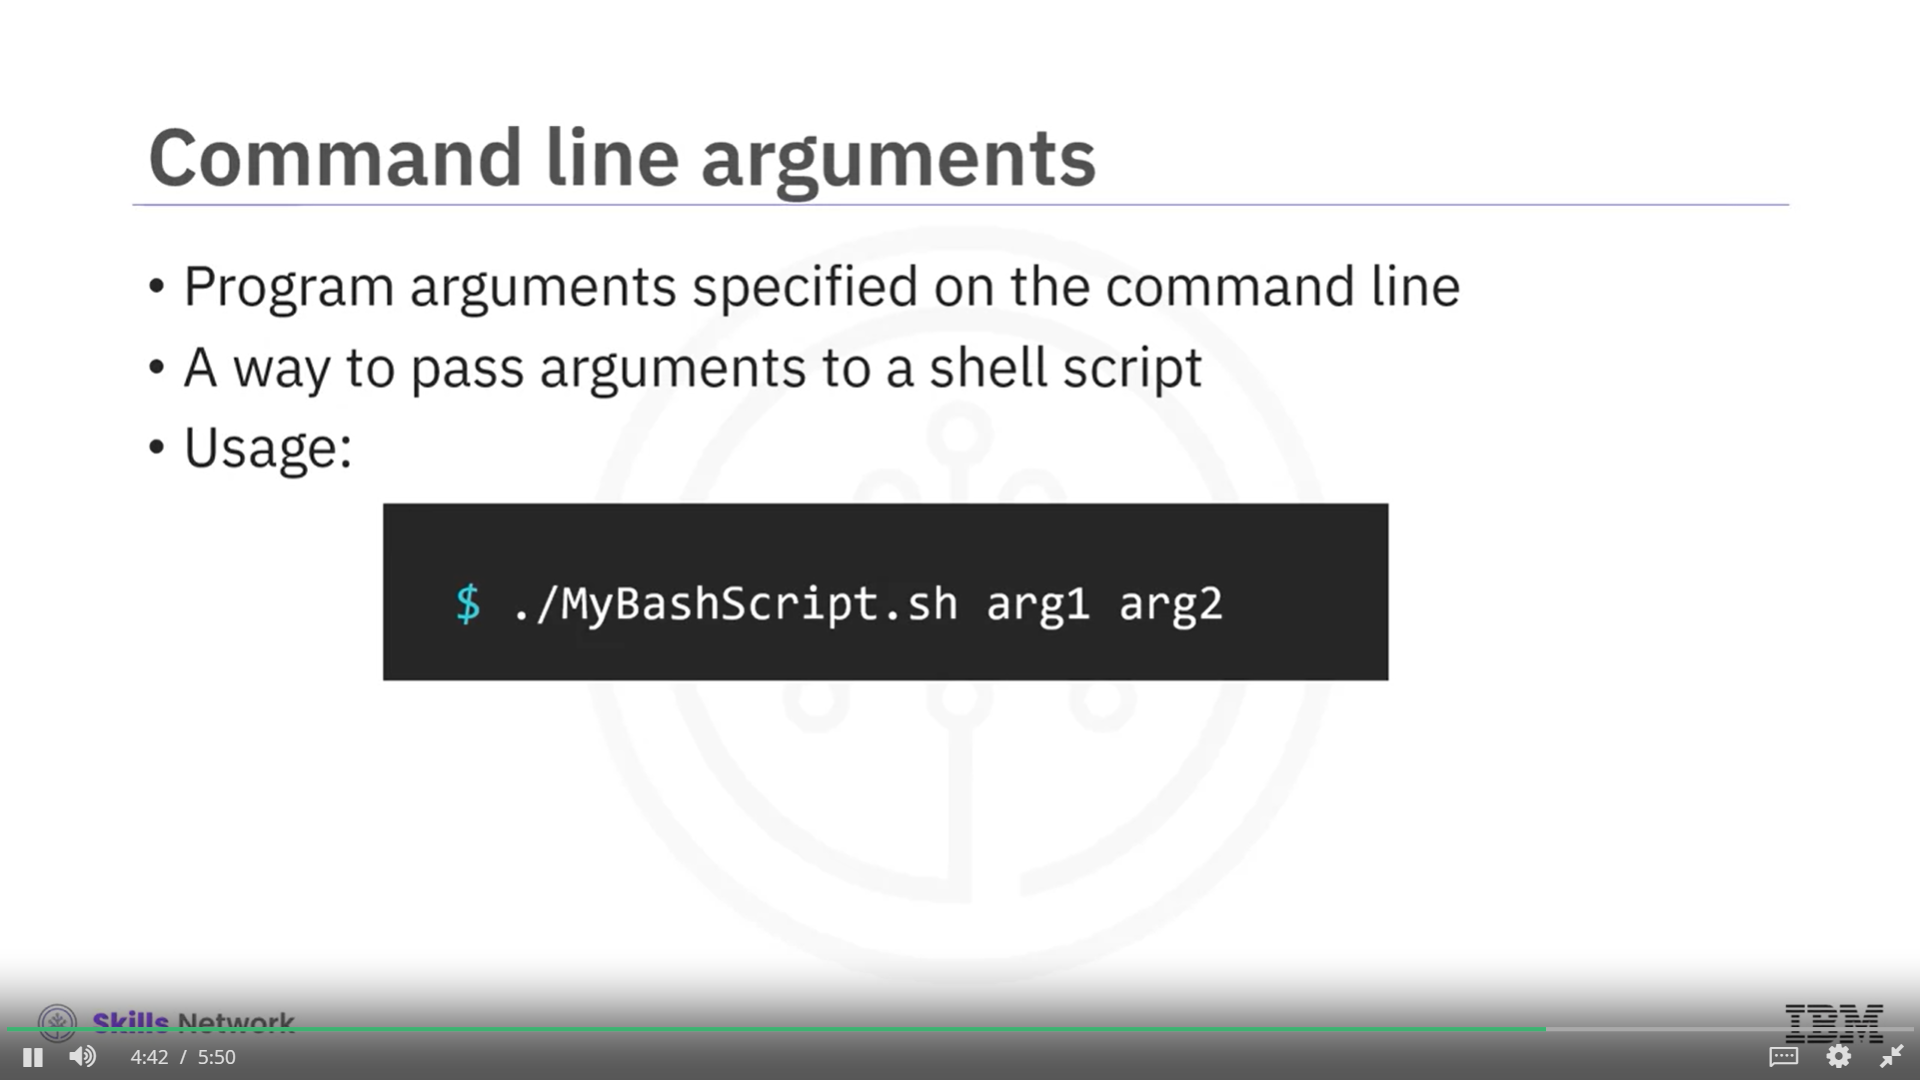 Command line arguments
• Program arguments specified on the command line
• A way to pass arguments to a shell script
• Usage:
$ ./MyBashScript.sh arg1 arg2
Skills Network
IBM
4:42 / 5:50